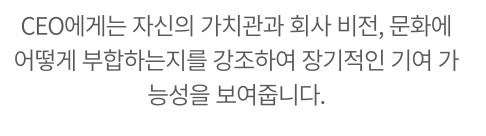 CEO에게는 자신의 가치관과 회사 비전, 문화에
어떻게 부합하는지를 강조하여 장기적인 기여 가
능성을 보여줍니다.